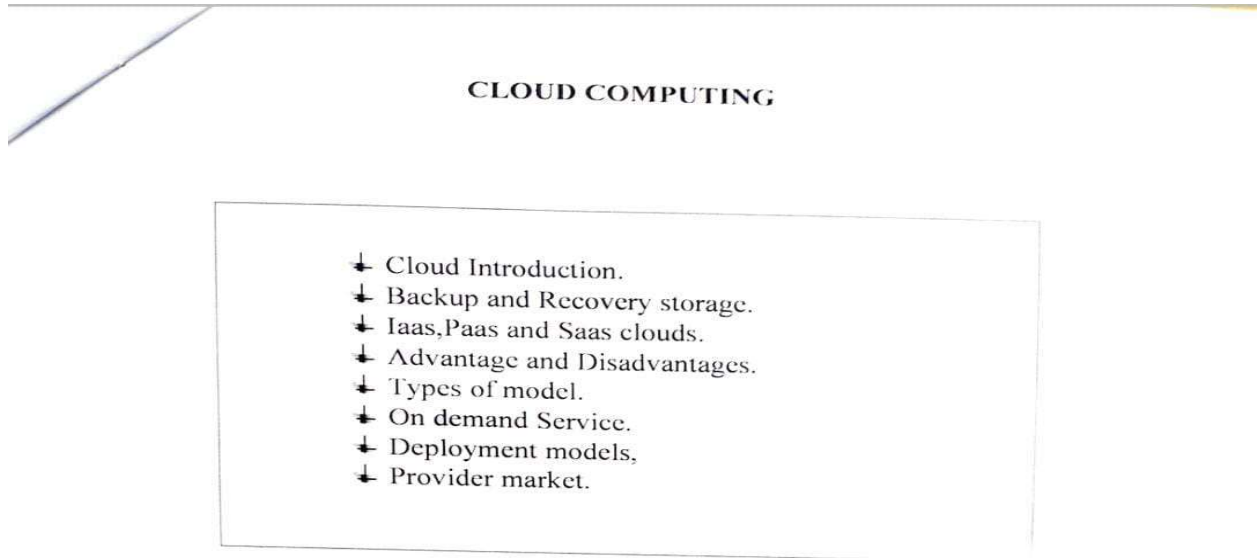 CLOUD COMPUTING
Cloud Introduction.
Backup and Recovery storage.
Iaas,Paas and Saas clouds.
Advantage and Disadvantages.
Types of model.
On demand Service.
Deployment models,
Provider market.